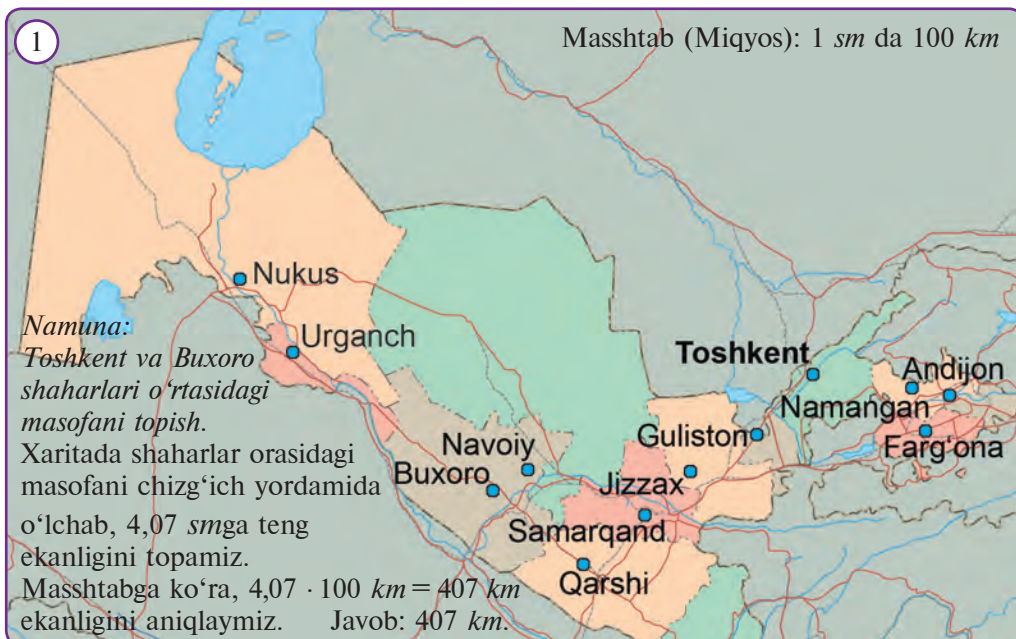 1
Masshtab (Miqyos): 1 sm da 100 km
Nukus
Urganch
Toshkent
Andijon
Namangan
Farg‘ona
Guliston
Navoiy
Buxoro
Jizzax
Samarqand
Qarshi
Namuna:
Toshkent va Buxoro
shaharlari o‘rtasidagi
masofani topish.
Xaritada shaharlar orasidagi
masofani chizg‘ich yordamida
o‘lchab, 4,07 smga teng
ekanligini topamiz.
Masshtabga ko‘ra, 4,07 · 100 km = 407 km
ekanligini aniqlaymiz. Javob: 407 km.